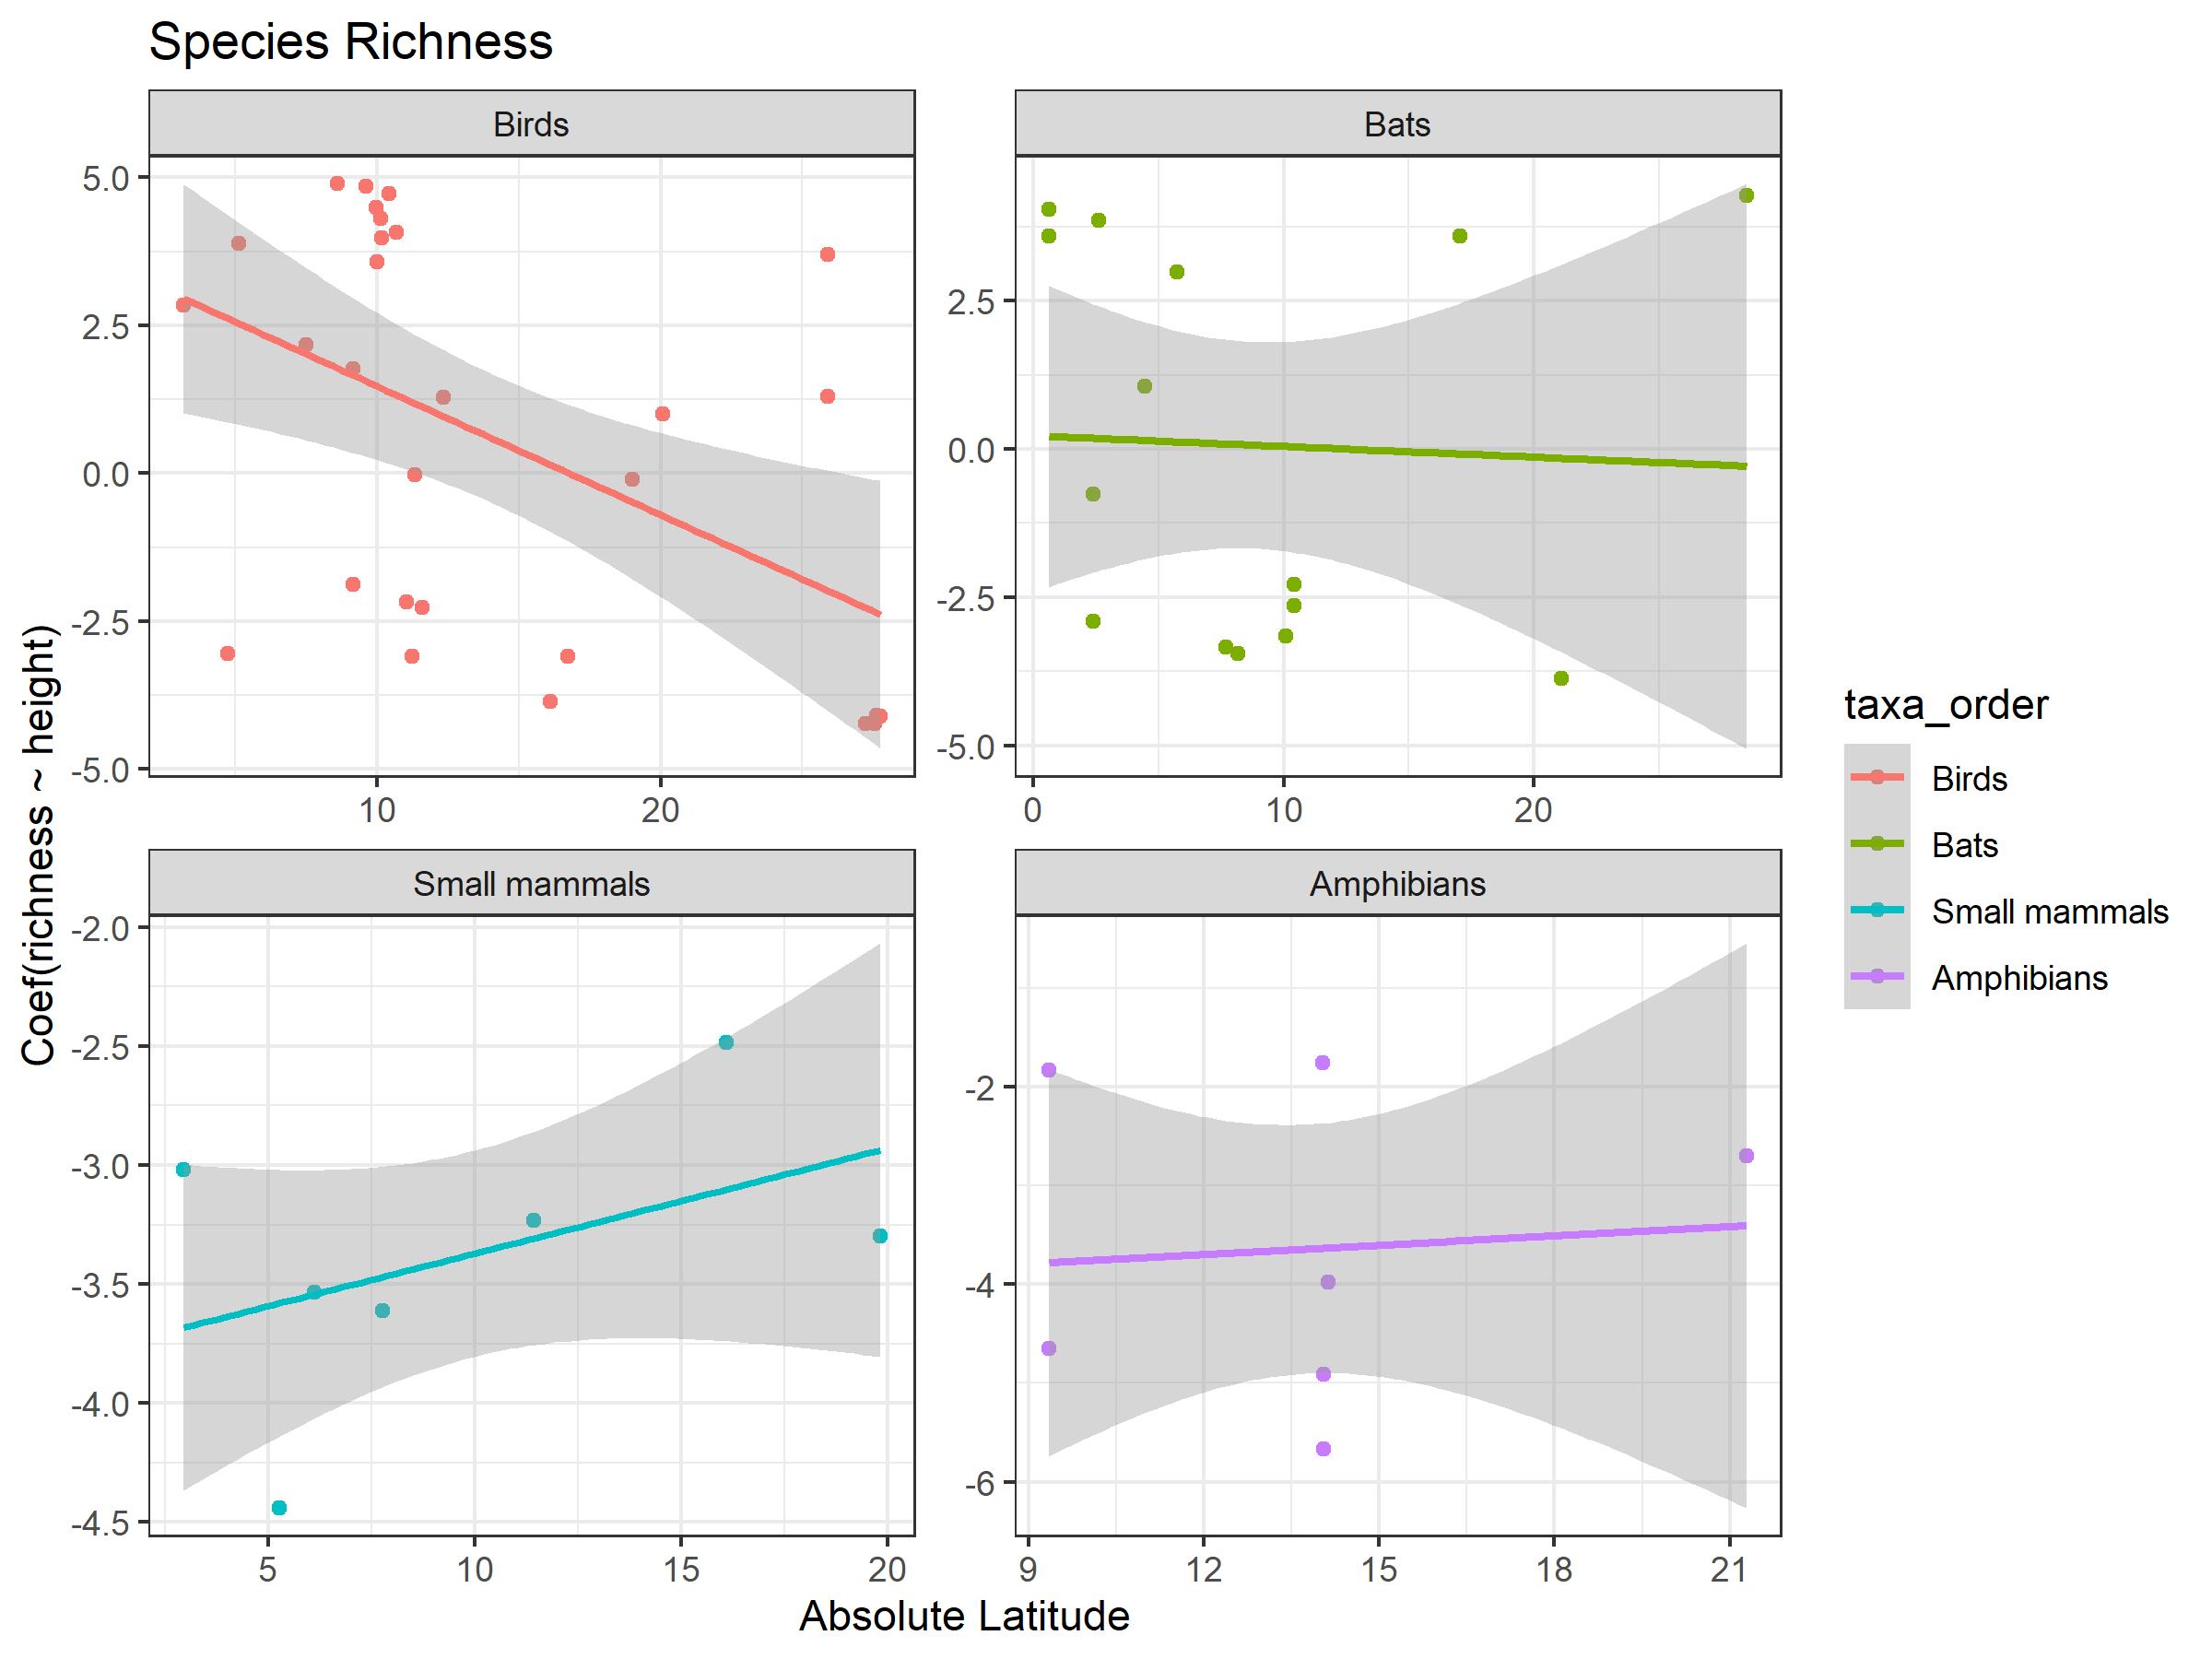 Species Richness
Birds
Bats
5.0
2.5
0.0
-2.5
-5.0
10
20
2.5
0.0
-2.5
-5.0
0
10
20
Small mammals
Amphibians
-2.0
-2.5
-3.0
-3.5
-4.0
-4.5
5
10
15
20
-2
-4
-6
9
12
15
18
21
Coef(richness ~ height)
Absolute Latitude
taxa_order
Birds
Bats
Small mammals
Amphibians